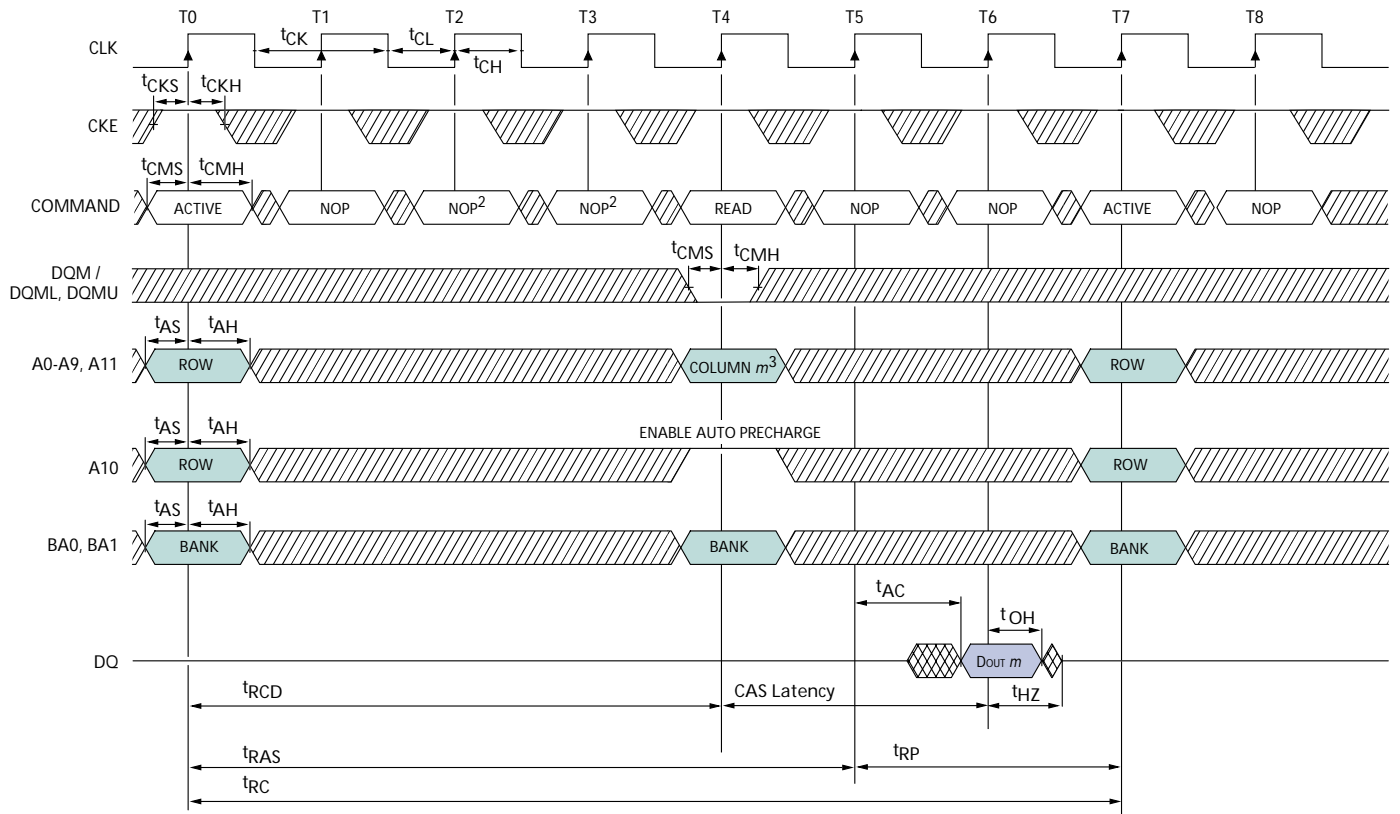 T0 T1 T2 T3 T4 T5 T6 T7 T8
CLK
tCK tCL
tCH
tCKS tCKH
CKE
tCMS tCMH
COMMAND ACTIVE NOP NOP2 NOP2 READ NOP NOP ACTIVE NOP
tCMS tCMH
DQM /
DQML, DQMU
tAS tAH
A0-A9, A11 ROW COLUMN m3 ROW
tAS tAH
ENABLE AUTO PRECHARGE
A10 ROW ROW
tAS tAH
BA0, BA1 BANK BANK BANK
tAC
tOH
DQ DOUT m
tRCD CAS Latency tHZ
tRAS tRP
tRC